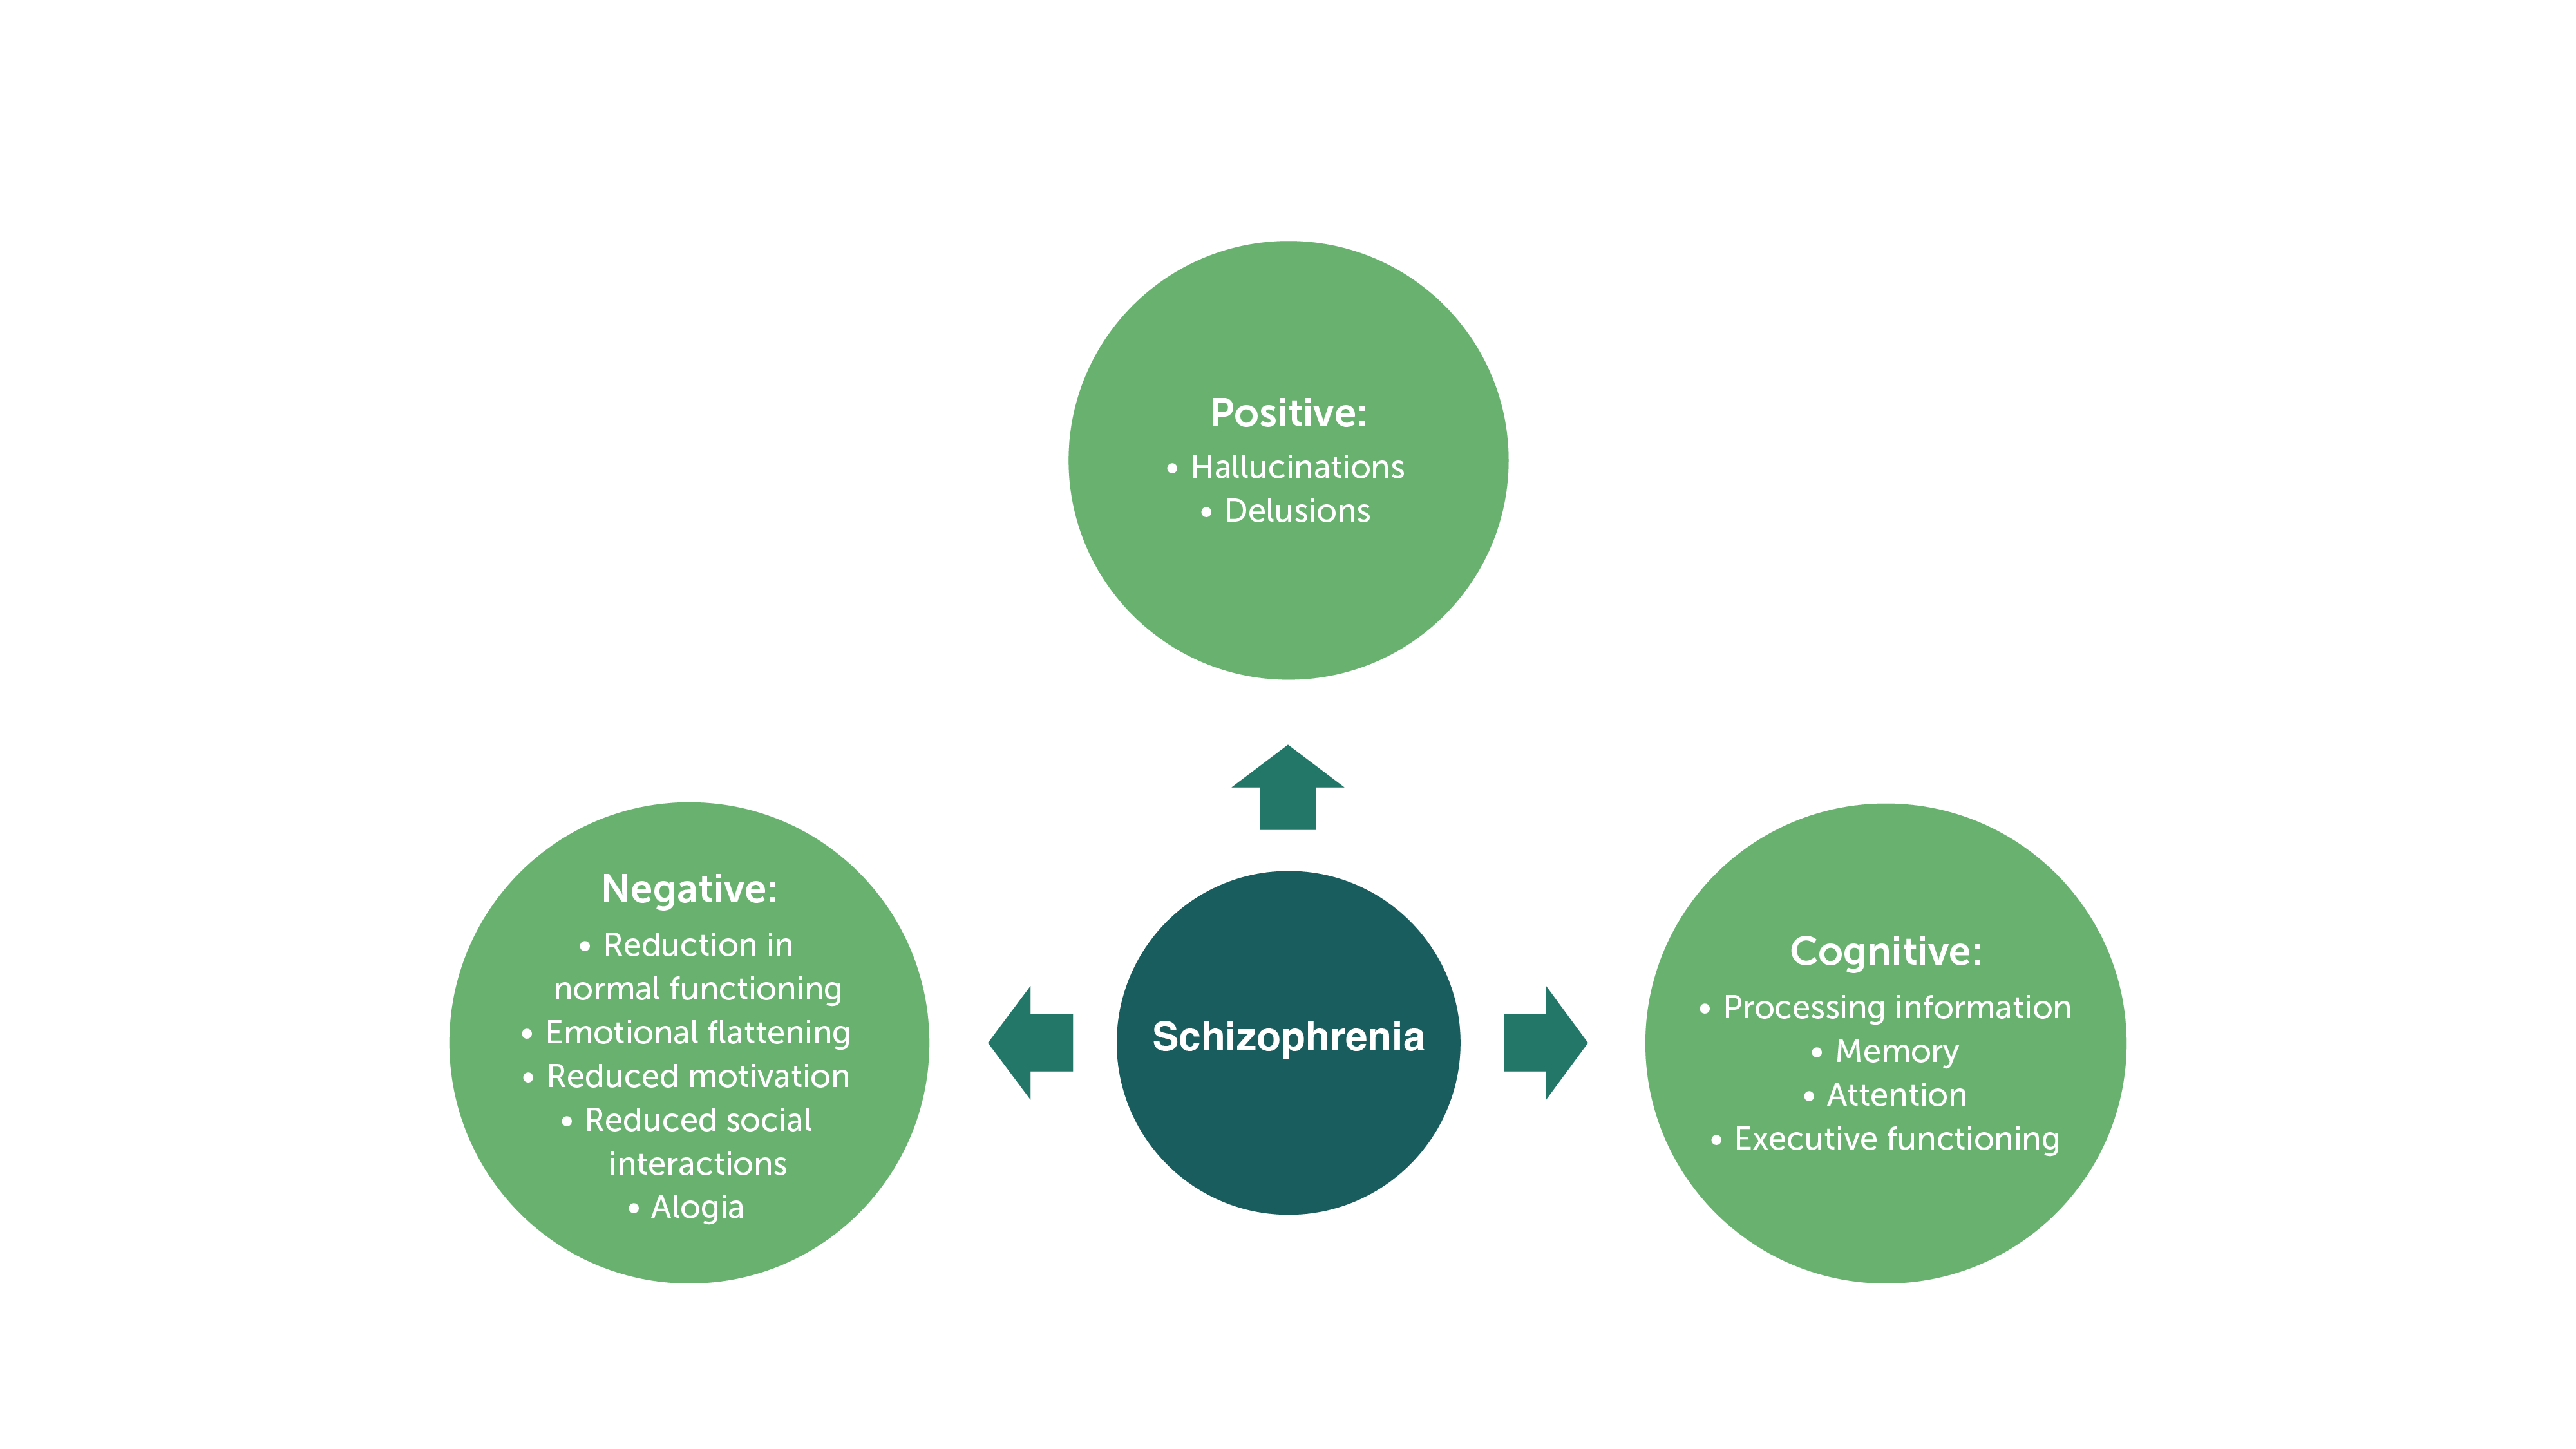 Positive:
• Hallucinations
• Delusions
Negative:
• Reduction in
normal functioning
• Emotional flattening
• Reduced motivation
• Reduced social
interactions
• Alogia
Schizophrenia
Cognitive:
• Processing information
• Memory
• Attention
• Executive functioning